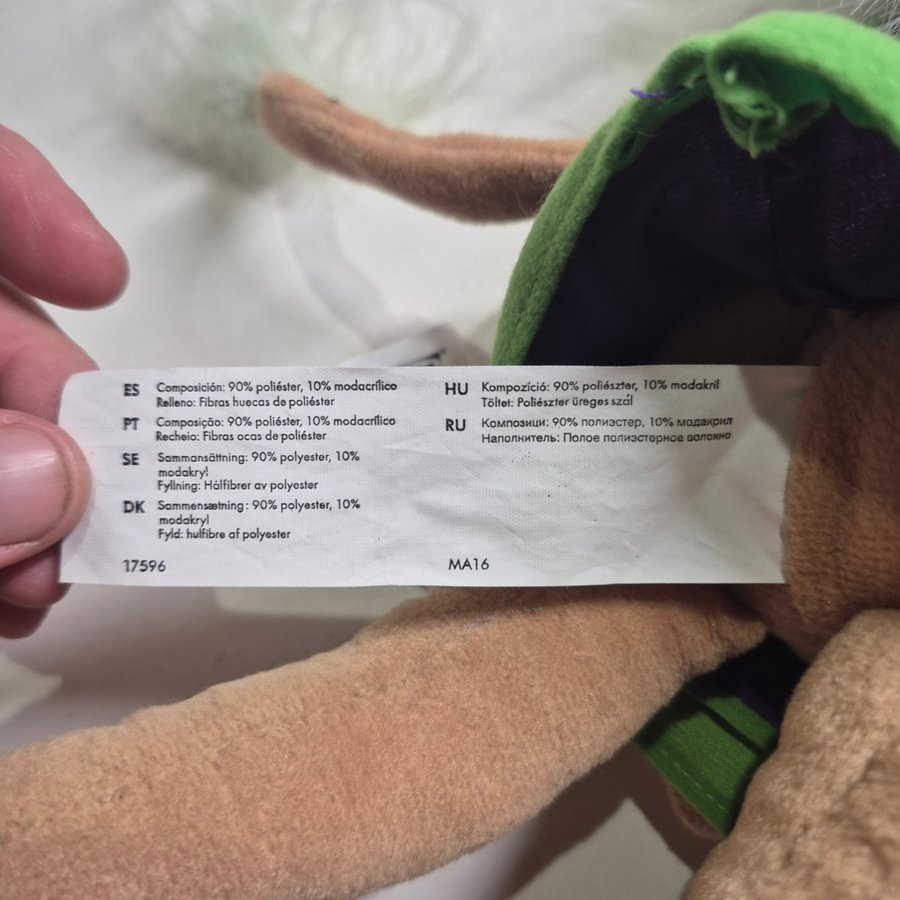 ES Composición: 90% poliéster, 10% modacrílico
Relleno: Fibras huecas de poliéster
PT Composição: 90% poliéster, 10% modacrílico
Recheio: Fibras ocas de poliéster
SE Sammansättning: 90% polyester, 10%
modakryl
Fyllning: Hålfibrer av polyester
DK Sammensætning: 90% polyester, 10%
modakryl
Fyld: hulfibre af polyester
17596
HU Kompozíció: 90% poliészter, 10% modakril
Töltet: Poliészter üreges szál
RU Композици: 90% полиэстер, 10% модакрил
Наполнитель: Полое полиэстерное волокно
MA16